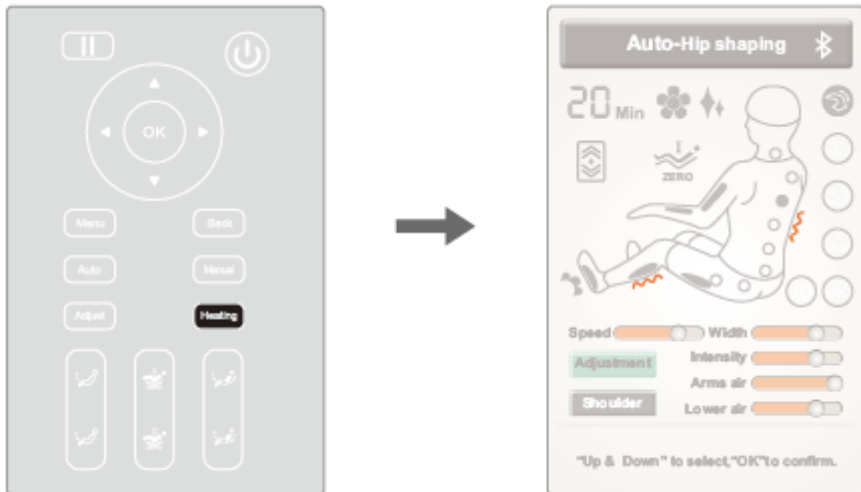 OK
Menu Back
Auto Manual
Adjust Heating
Auto-Hip shaping
20 Min
I
ZERO
Speed Width
Adjustment Intensity
Arms air
Shoulder Lower air
"Up & Down" to select,"OK"to confirm.